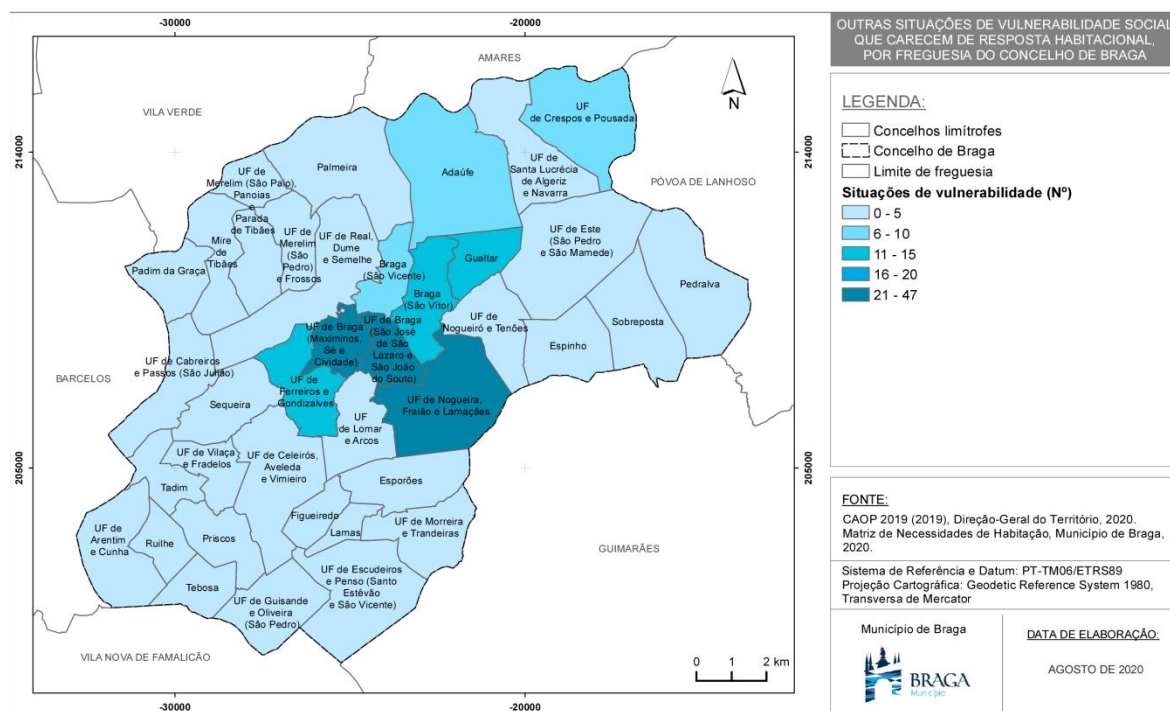 -30000
-20000
OUTRAS SITUAÇÕES DE VULNERABILIDADE SOCIAL
QUE CARECEM DE RESPOSTA HABITACIONAL,
POR FREGUESIA DO CONCELHO DE BRAGA
AMARES
VILA VERDE
N
UF
de Crespos e Pousada
214000
214000
Palmeira
Adaúfe
UF de
Santa Lucrécia
de Algeriz
e Navarra
PÓVOA DE LANHOSO
UF de
Merelim (São Paio),
Panoias
e
Parada
de Tibães
Mire
de
Tibães
UF de
Merelim
(São
Pedro)
e Frossos
UF de Real,
Dume
e Semelhe
UF de Este
(São Pedro
e São Mamede)
Padim da Graça
Braga
(São Vicente)
Gualtar
Pedralva
Braga
(São Vítor)
UF de Braga
(Maximinos,
Sé e
Cividade)
UF de Braga
(São José
de São
Lázaro e
São João
do Souto)
UF de
Nogueiró e Tenões
Sobreposta
Espinho
UF de Cabreiros
e Passos (São Julião)
BARCELOS
UF de
Ferreiros e
Gondizalves
Sequeira
UF de Nogueira,
Fraião e Lamaçães
UF
de Lomar
e Arcos
UF de Vilaça
e Fradelos
UF de Celeirós,
Aveleda
e Vimieiro
205000
205000
Esporões
Tadim
Figueiredo
UF de
Arentim
e Cunha
Ruilhe
Priscos
Lamas
UF de Morreira
e Trandeiras
GUIMARÃES
Tebosa
UF de Escudeiros
e Penso (Santo
Estêvão
e São Vicente)
UF de Guisande
e Oliveira
(São Pedro)
VILA NOVA DE FAMALICÃO
0 1 2 km
-30000
-20000
LEGENDA:
Concelhos limítrofes
Concelho de Braga
Limite de freguesia
Situações de vulnerabilidade (Nº)
0 - 5
6 - 10
11 - 15
16 - 20
21 - 47
FONTE:
CAOP 2019 (2019), Direção-Geral do Território, 2020.
Matriz de Necessidades de Habitação, Município de Braga,
2020.
Sistema de Referência e Datum: PT-TM06/ETRS89
Projeção Cartográfica: Geodetic Reference System 1980,
Transversa de Mercator
Município de Braga
BRAGA
Município
DATA DE ELABORAÇÃO:
AGOSTO DE 2020